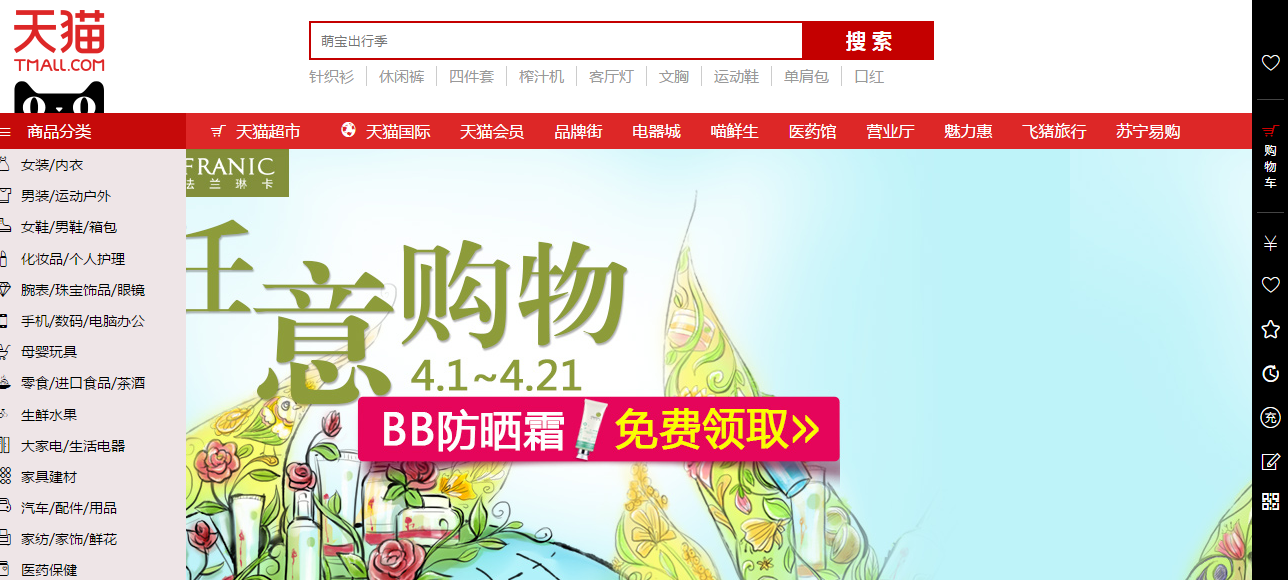 天猫
TMALL.COM
萌宝出行季
搜 索
针织衫 休闲裤 四件套 榨汁机 客厅灯 文胸 运动鞋 单肩包 口红
商品分类 天猫超市 天猫国际 天猫会员 品牌街 电器城 喵鲜生 医药馆 营业厅 魅力惠 飞猪旅行 苏宁易购
女装/内衣
男装/运动户外
女鞋/男鞋/箱包
化妆品/个人护理
腕表/珠宝饰品/眼镜
手机/数码/电脑办公
母婴玩具
零食/进口食品/茶酒
生鲜水果
大家电/生活电器
家具建材
汽车/配件/用品
家纺/家饰/鲜花
医药保健
FRANIC
法兰琳卡
任意购物
4.1~4.21
BB防晒霜 免费领取»
购物车
充